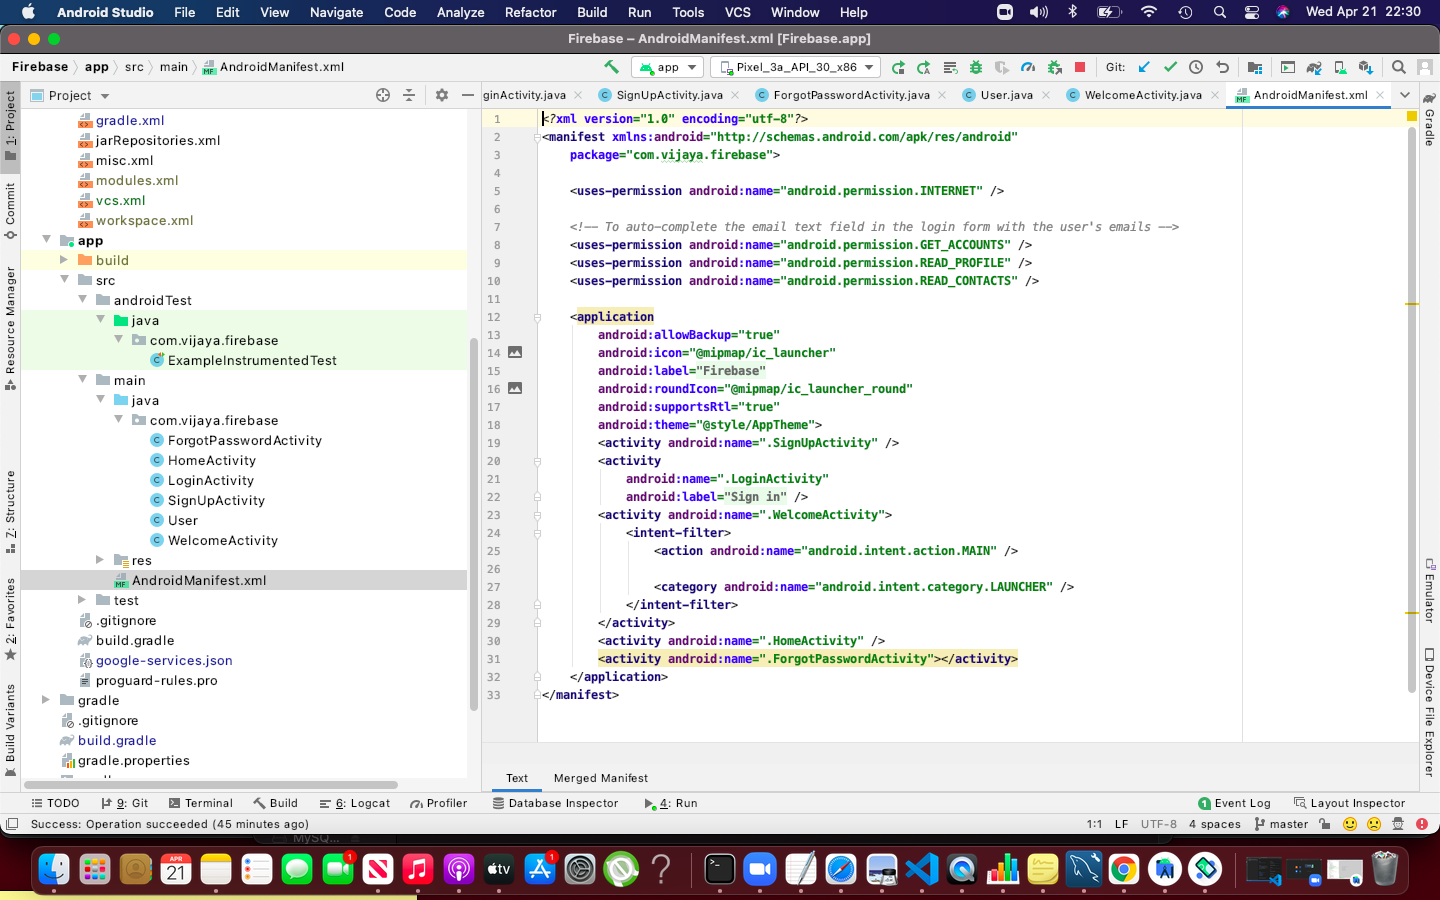 Android Studio File Edit View Navigate Code Analyze Refactor Build Run Tools VCS Window Help Wed Apr 21 22:30
Firebase – AndroidManifest.xml [Firebase.app]
Firebase app src main AndroidManifest.xml app Pixel_3a_API_30_x86 Git:
Project
ginActivity.java SignUpActivity.java ForgotPasswordActivity.java User.java WelcomeActivity.java AndroidManifest.xml
1: Project
Commit
Resource Manager
Z: Structure
2: Favorites
Build Variants
gradle.xml
jarRepositories.xml
misc.xml
modules.xml
vcs.xml
workspace.xml
app
build
src
androidTest
java
com.vijaya.firebase
ExampleInstrumentedTest
main
java
com.vijaya.firebase
ForgotPasswordActivity
HomeActivity
LoginActivity
SignUpActivity
User
WelcomeActivity
res
AndroidManifest.xml
test
.gitignore
build.gradle
google-services.json
proguard-rules.pro
gradle
.gitignore
build.gradle
gradle.properties
1 <?xml version="1.0" encoding="utf-8"?>
2 <manifest xmlns:android="http://schemas.android.com/apk/res/android"
3 package="com.vijaya.firebase">
4
5 <uses-permission android:name="android.permission.INTERNET" />
6
7 <!-- To auto-complete the email text field in the login form with the user's emails -->
8 <uses-permission android:name="android.permission.GET_ACCOUNTS" />
9 <uses-permission android:name="android.permission.READ_PROFILE" />
10 <uses-permission android:name="android.permission.READ_CONTACTS" />
11
12 <application
13 android:allowBackup="true"
14 android:icon="@mipmap/ic_launcher"
15 android:label="Firebase"
16 android:roundIcon="@mipmap/ic_launcher_round"
17 android:supportsRtl="true"
18 android:theme="@style/AppTheme">
19 <activity android:name=".SignUpActivity" />
20 <activity
21 android:name=".LoginActivity"
22 android:label="Sign in" />
23 <activity android:name=".WelcomeActivity">
24 <intent-filter>
25 <action android:name="android.intent.action.MAIN" />
26
27 <category android:name="android.intent.category.LAUNCHER" />
28 </intent-filter>
29 </activity>
30 <activity android:name=".HomeActivity" />
31 <activity android:name=".ForgotPasswordActivity"></activity>
32 </application>
33 </manifest>
Gradle
Emulator
Device File Explorer
Text Merged Manifest
TODO 9: Git Terminal Build 6: Logcat Profiler Database Inspector 4: Run 1 Event Log Layout Inspector
Success: Operation succeeded (45 minutes ago) 1:1 LF UTF-8 4 spaces master
MySQ...
APR
21
1
tv
1